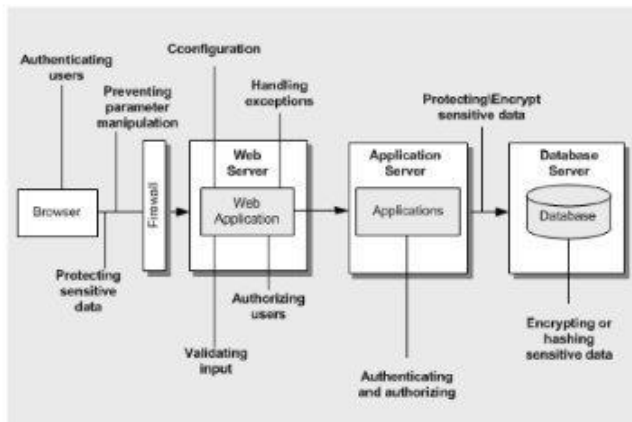 Cconfiguration
Authenticating
users
Preventing
parameter
manipulation
Handling
exceptions
Protecting\Encrypt
sensitive data
Web
Server
Application
Server
Database
Server
Browser
Firewall
Web
Application
Applications
Database
Protecting
sensitive
data
Authorizing
users
Validating
input
Authenticating
and authorizing
Encrypting or
hashing
sensitive data